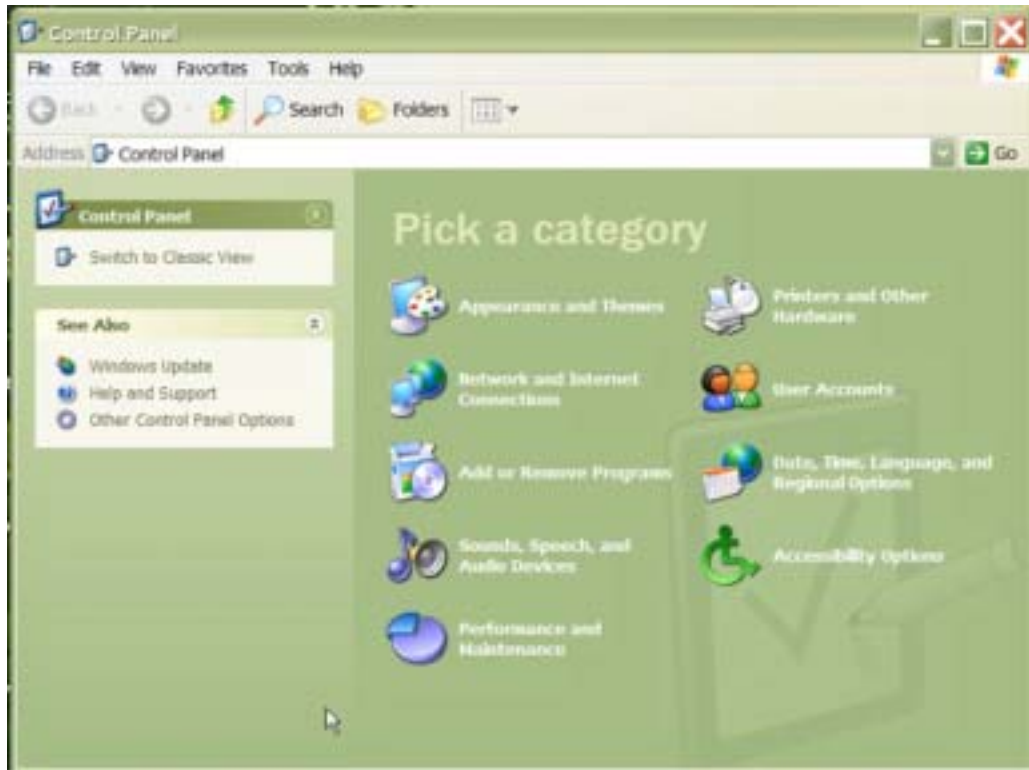 Control Panel
File Edit View Favorites Tools Help
Back Search Folders
Address Control Panel Go
Control Panel
Switch to Classic View
See Also
Windows Update
Help and Support
Other Control Panel Options
Pick a category
Appearance and Themes
Printers and Other
Hardware
Network and Internet
Connections
User Accounts
Add or Remove Programs
Date, Time, Language, and
Regional Options
Sounds, Speech, and
Audio Devices
Accessibility Options
Performance and
Maintenance